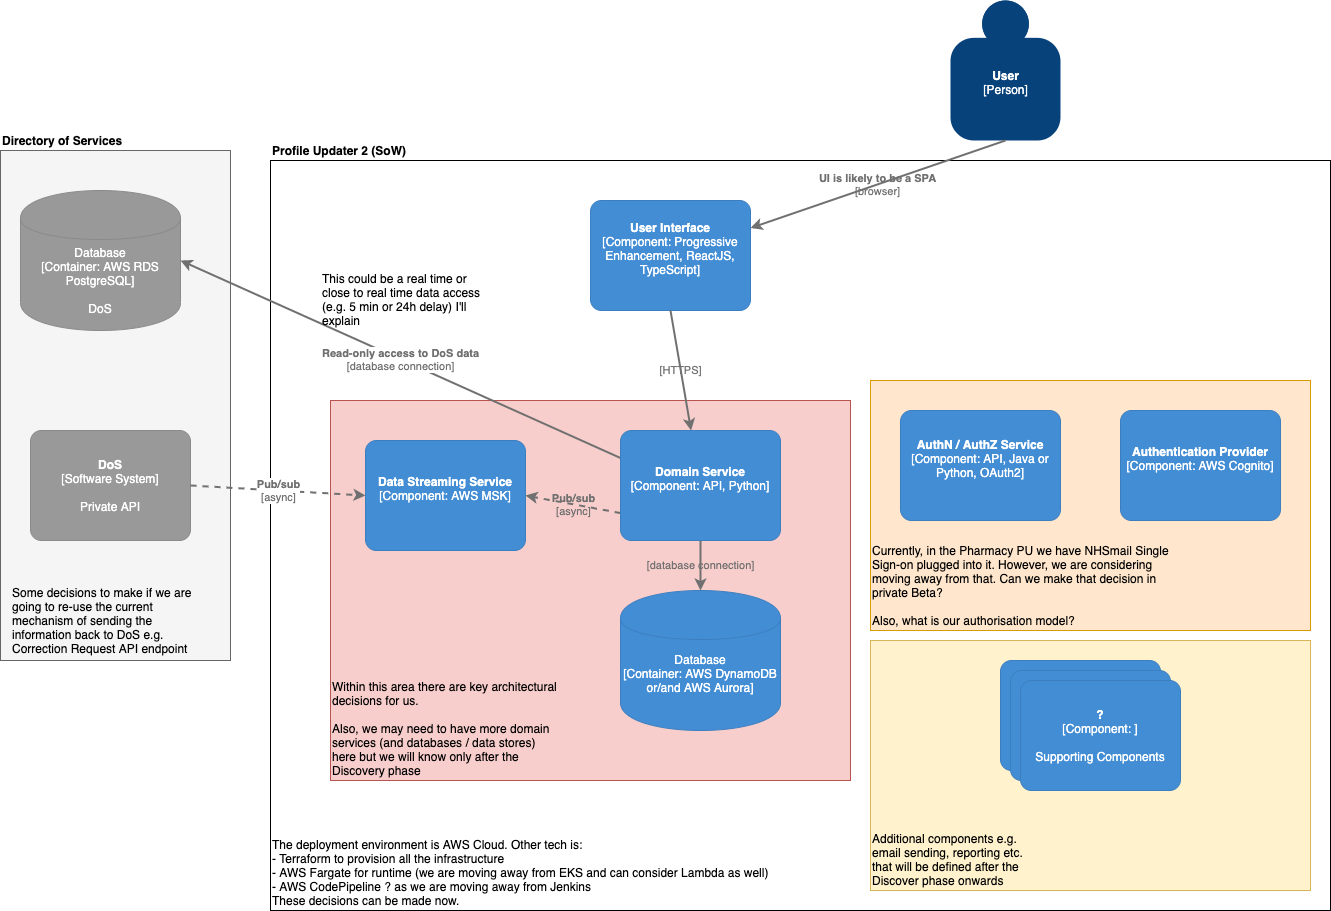 User
[Person]
Directory of Services
Profile Updater 2 (SoW)
UI is likely to be a SPA
[browser]
User Interface
[Component: Progressive
Enhancement, ReactJS,
TypeScript]
Database
[Container: AWS RDS
PostgreSQL]
DoS
This could be a real time or
close to real time data access
(e.g. 5 min or 24h delay) I'll
explain
Read-only access to DoS data
[database connection]
[HTTPS]
DoS
[Software System]
Private API
Pub/sub
[async]
Data Streaming Service
[Component: AWS MSK]
Pub/sub
[async]
Domain Service
[Component: API, Python]
[database connection]
Database
[Container: AWS DynamoDB
or/and AWS Aurora]
AuthN / AuthZ Service
[Component: API, Java or
Python, OAuth2]
Authentication Provider
[Component: AWS Cognito]
Currently, in the Pharmacy PU we have NHSmail Single
Sign-on plugged into it. However, we are considering
moving away from that. Can we make that decision in
private Beta?
Also, what is our authorisation model?
Some decisions to make if we are
going to re-use the current
mechanism of sending the
information back to DoS e.g.
Correction Request API endpoint
Within this area there are key architectural
decisions for us.
Also, we may need to have more domain
services (and databases / data stores)
here but we will know only after the
Discovery phase
?
[Component: ]
Supporting Components
Additional components e.g.
email sending, reporting etc.
that will be defined after the
Discover phase onwards
The deployment environment is AWS Cloud. Other tech is:
- Terraform to provision all the infrastructure
- AWS Fargate for runtime (we are moving away from EKS and can consider Lambda as well)
- AWS CodePipeline ? as we are moving away from Jenkins
These decisions can be made now.